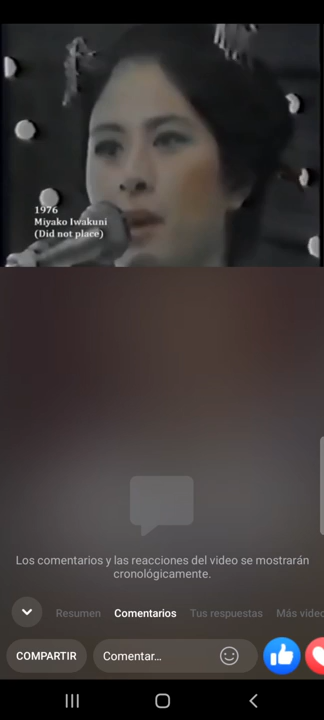 1976
Miyako Iwakuni
(Did not place)
Los comentarios y las reacciones del video se mostrarán
cronológicamente.
Resumen Comentarios Tus respuestas Más video
COMPARTIR Comentar...